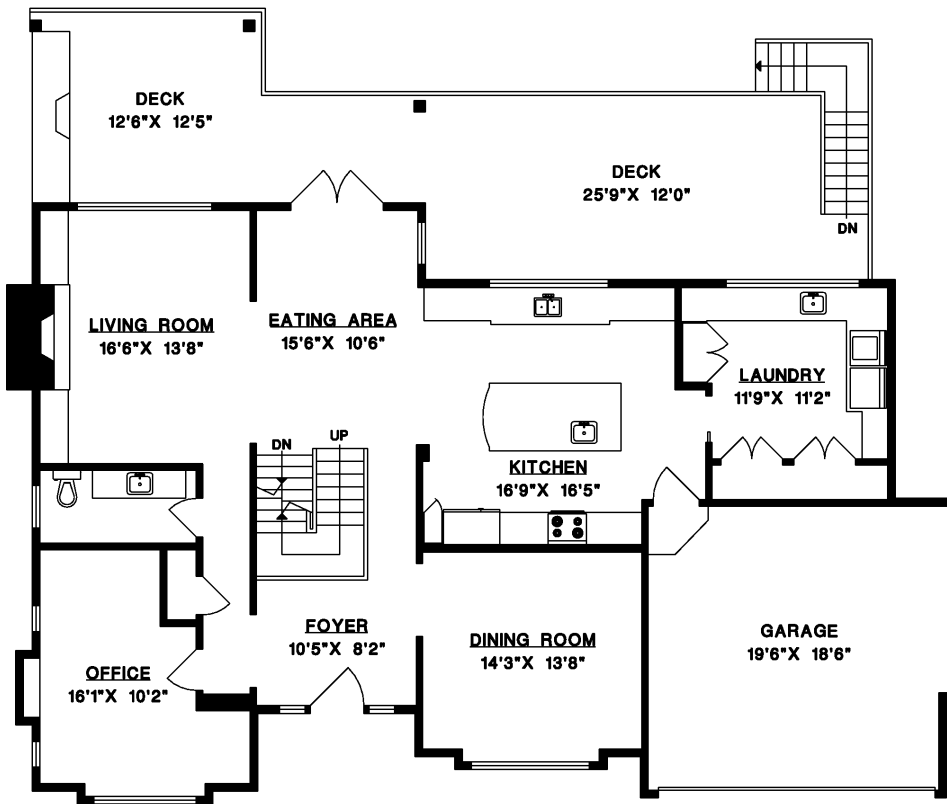 DECK
12'6"X 12'5"
DECK
25'9"X 12'0"
DN
LIVING ROOM
16'6"X 13'8"
EATING AREA
15'6"X 10'6"
LAUNDRY
11'9"X 11'2"
DN
UP
KITCHEN
16'9"X 16'5"
FOYER
10'5"X 8'2"
DINING ROOM
14'3"X 13'8"
GARAGE
19'6"X 18'6"
OFFICE
16'1"X 10'2"